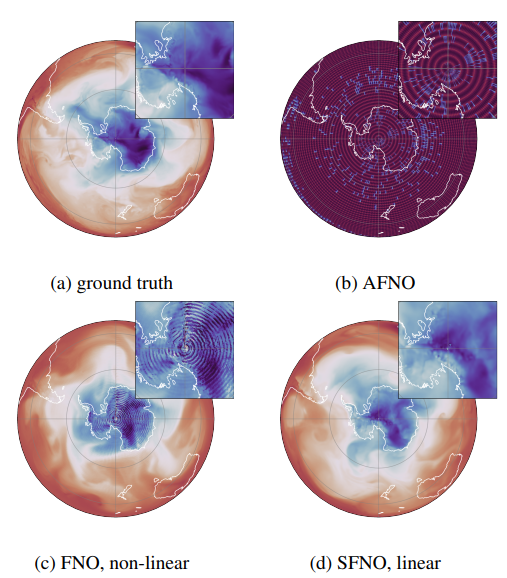 (a) ground truth
(b) AFNO
(c) FNO, non-linear
(d) SFNO, linear